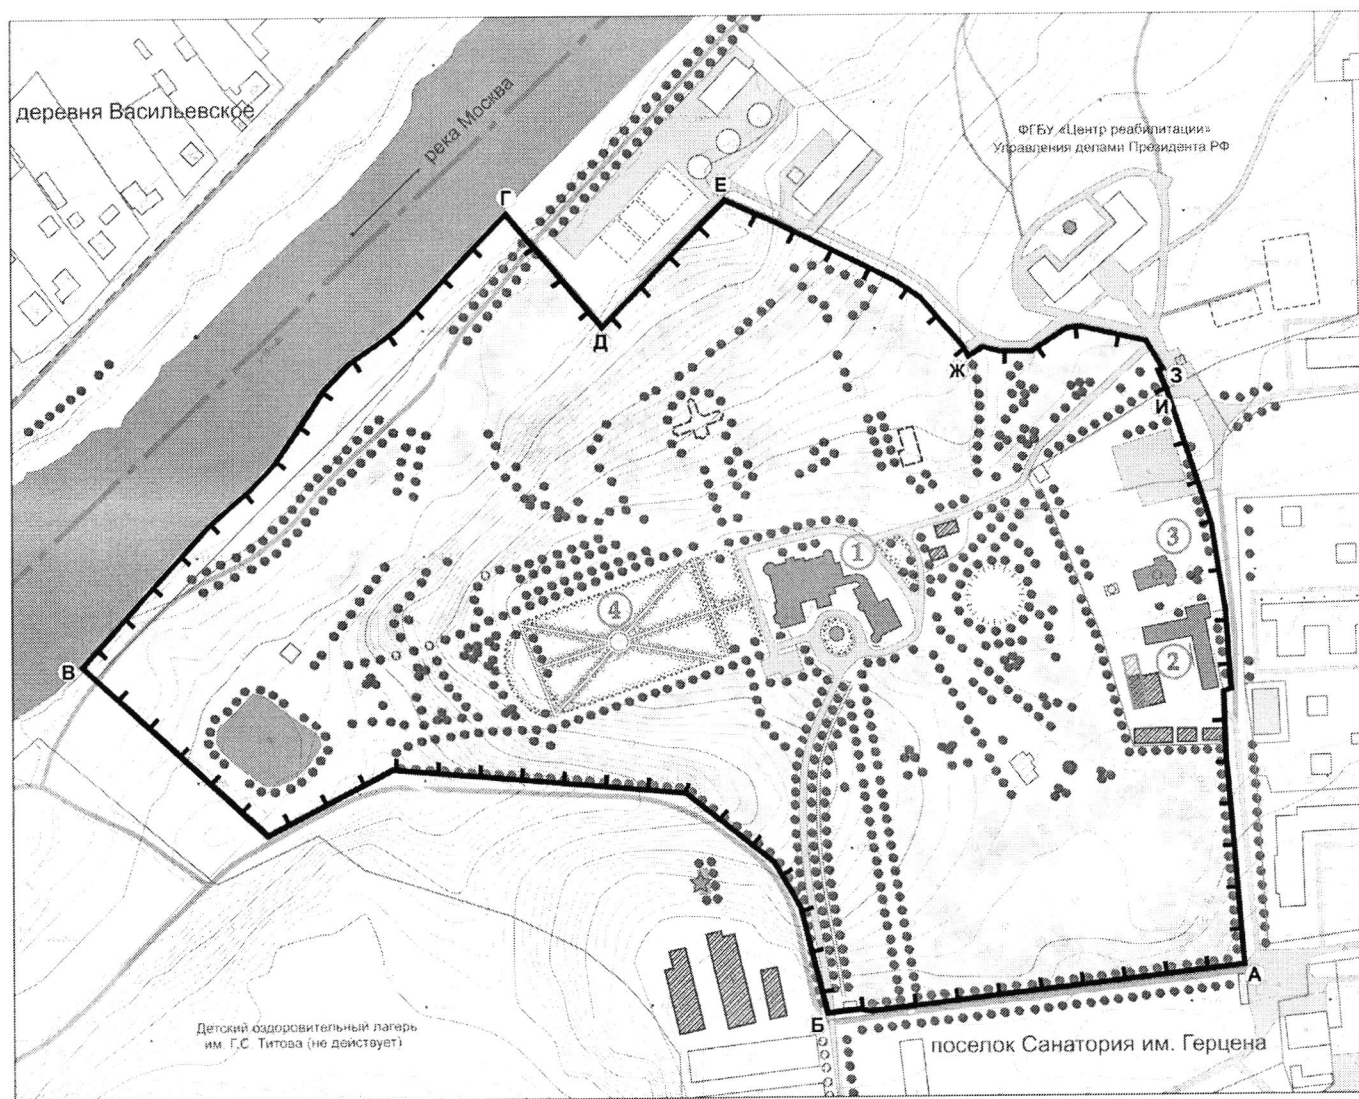 деревня Васильевское
река Москва
ФГБУ «Центр реабилитации»
Управления делами Президента РФ
Г
Е
Д
Ж
З
И
1
3
4
2
В
А
Б
Детский оздоровительный лагерь
им. Г.С. Титова (не действует)
поселок Санатория им. Герцена